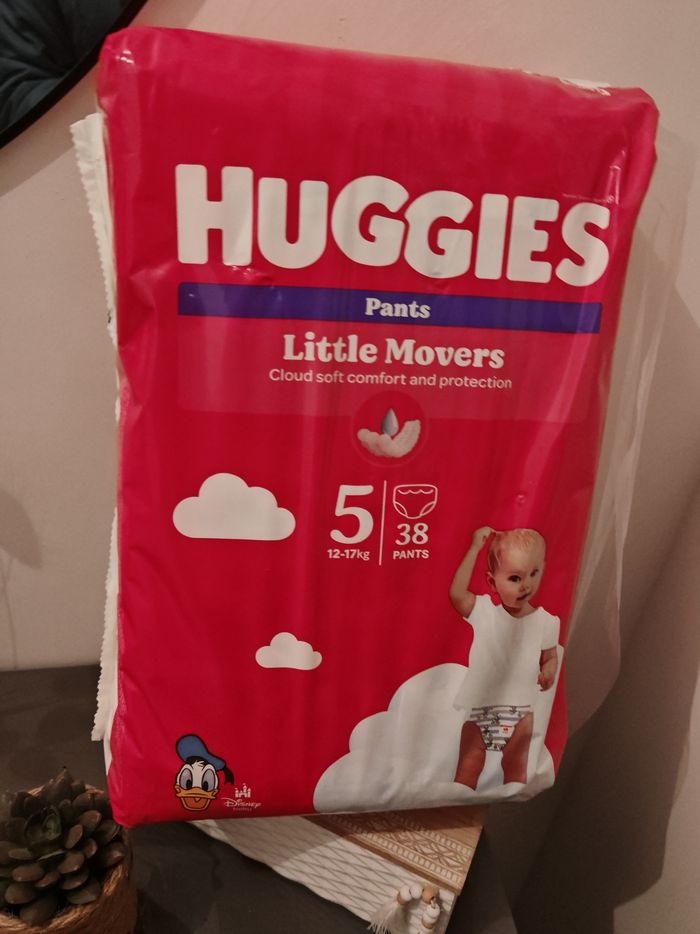 HUGGIES
Pants
Little Movers
Cloud soft comfort and protection
5
12-17kg
38
PANTS
Disney